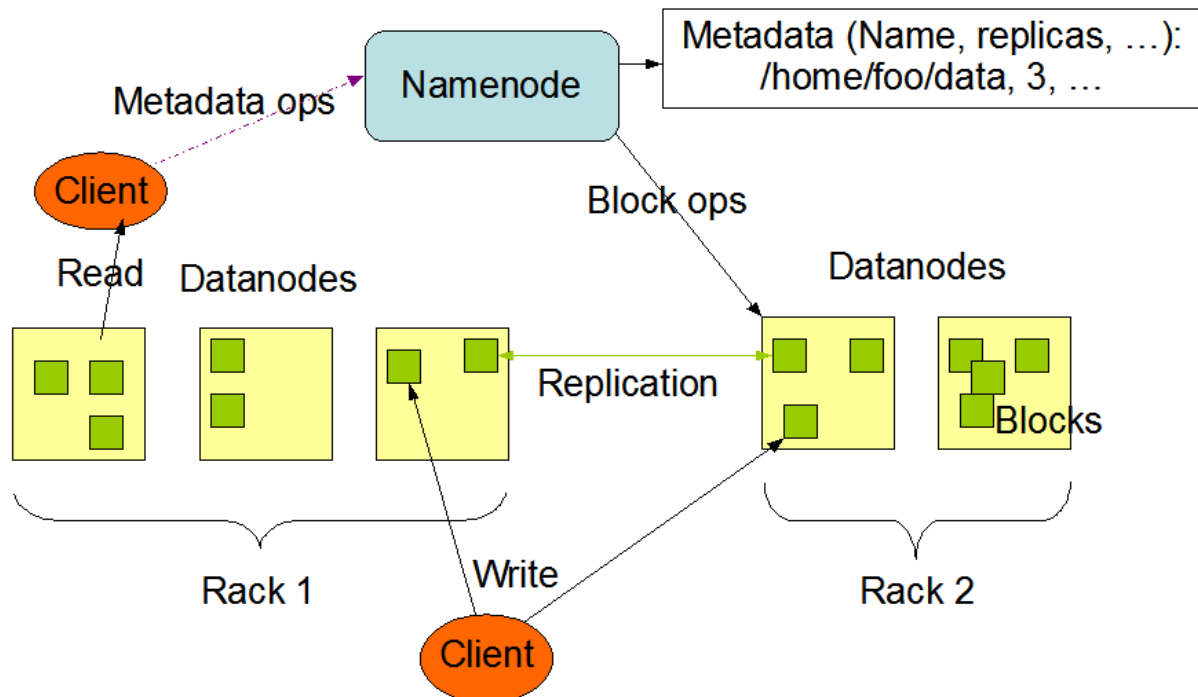 Metadata (Name, replicas, …):
/home/foo/data, 3, …
Namenode
Metadata ops
Client
Block ops
Read
Datanodes
Datanodes
Replication
Blocks
Rack 1
Write
Rack 2
Client